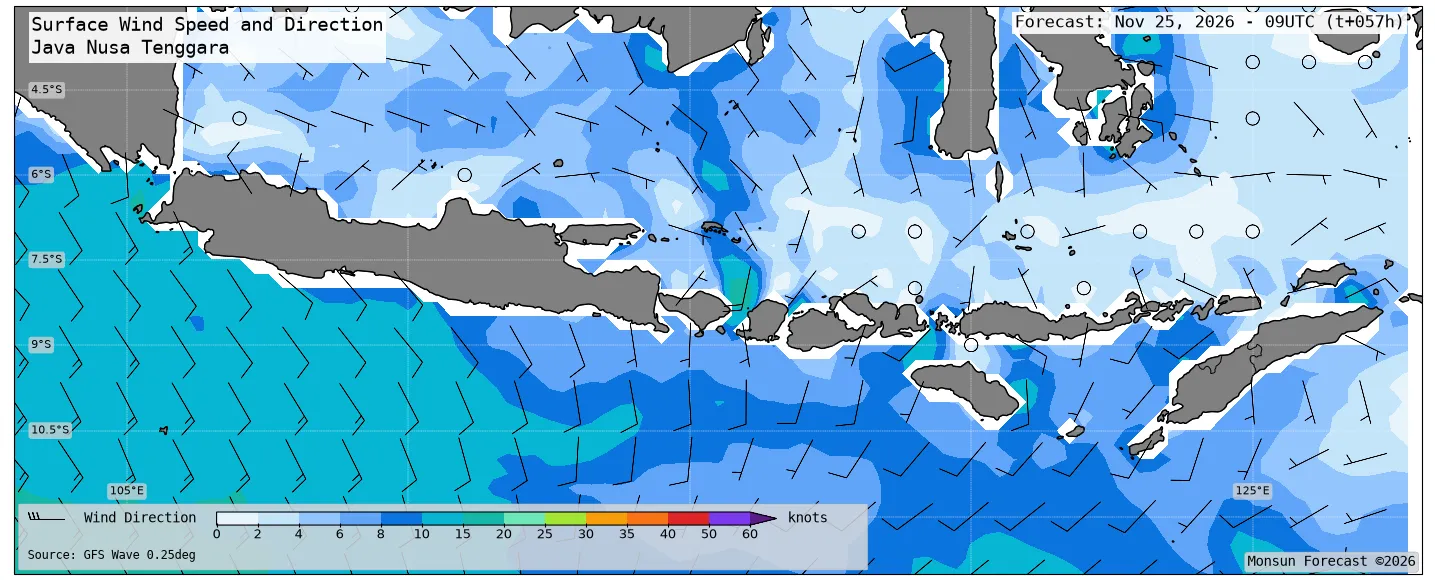 Surface Wind Speed and Direction
Java Nusa Tenggara
Forecast: Nov 25, 2026 - 09UTC (t+057h)
4.5°S
6°S
7.5°S
9°S
10.5°S
105°E
125°E
Wind Direction
0 2 4 6 8 10 15 20 25 30 35 40 50 60
knots
Source: GFS Wave 0.25deg
Monsun Forecast ©2026